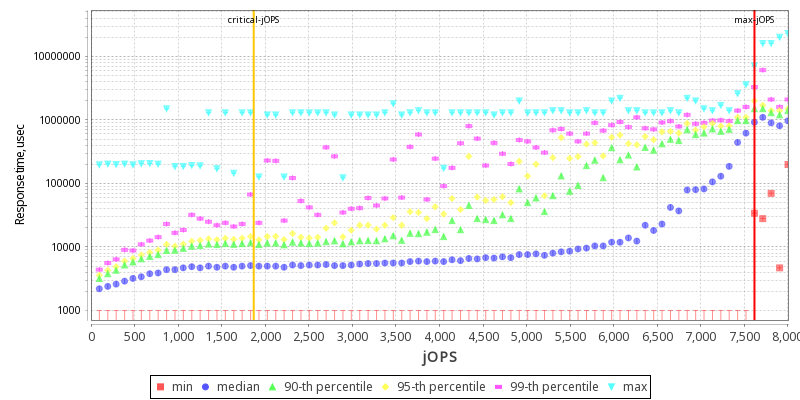 critical-jOPS max-jOPS
10000000
1000000
100000
10000
1000
Response time, usec
0 500 1,000 1,500 2,000 2,500 3,000 3,500 4,000 4,500 5,000 5,500 6,000 6,500 7,000 7,500 8,000
jOPS
min median 90-th percentile 95-th percentile 99-th percentile max